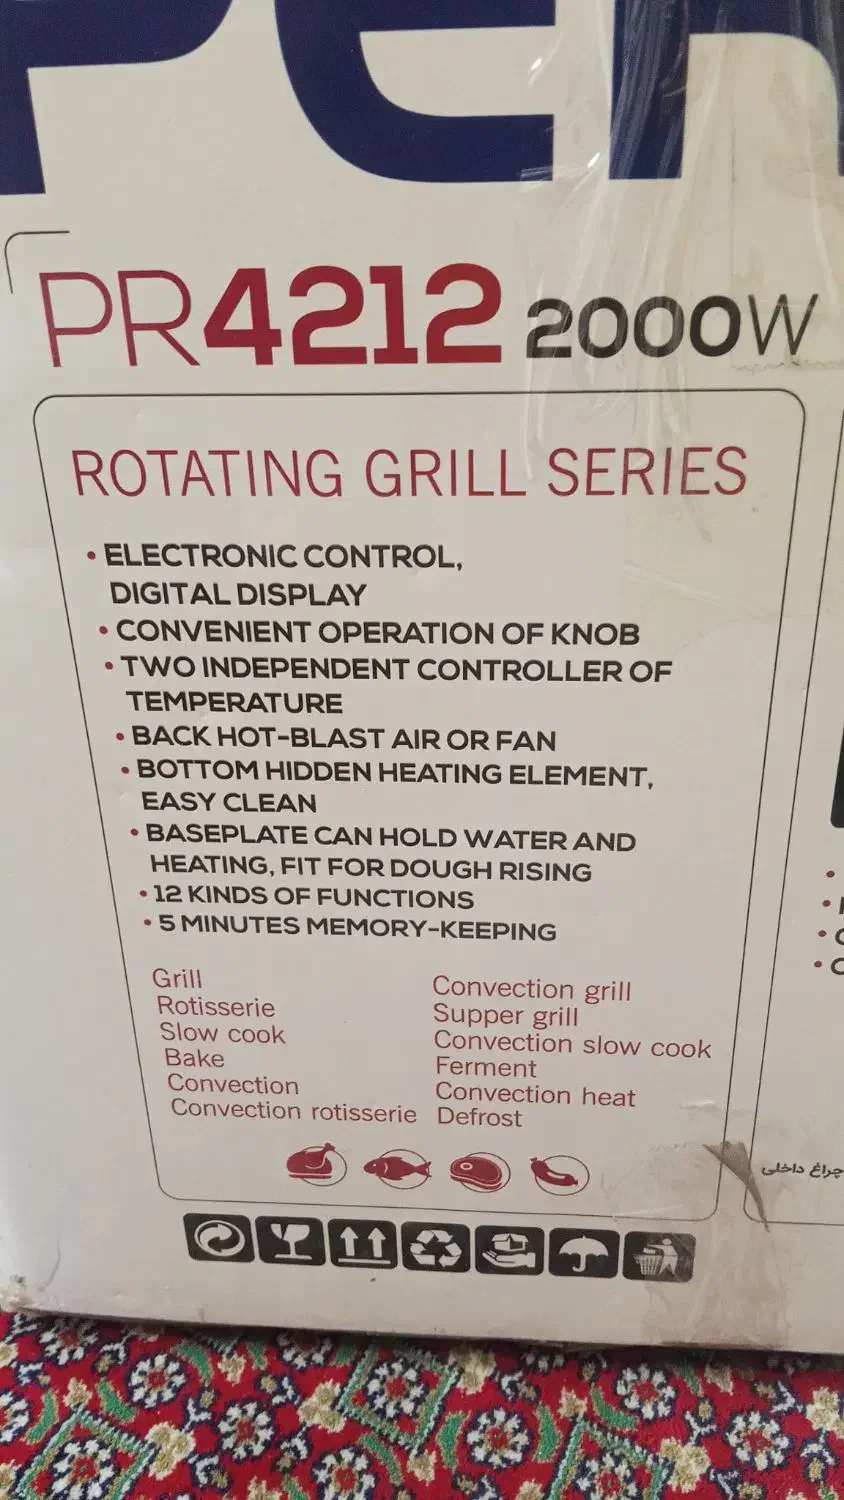 PR4212 2000W
ROTATING GRILL SERIES
• ELECTRONIC CONTROL,
DIGITAL DISPLAY
• CONVENIENT OPERATION OF KNOB
• TWO INDEPENDENT CONTROLLER OF
TEMPERATURE
• BACK HOT-BLAST AIR OR FAN
• BOTTOM HIDDEN HEATING ELEMENT,
EASY CLEAN
• BASEPLATE CAN HOLD WATER AND
HEATING, FIT FOR DOUGH RISING
• 12 KINDS OF FUNCTIONS
• 5 MINUTES MEMORY-KEEPING
Grill
Rotisserie
Slow cook
Bake
Convection
Convection rotisserie
Convection grill
Supper grill
Convection slow cook
Ferment
Convection heat
Defrost
چراغ داخلی